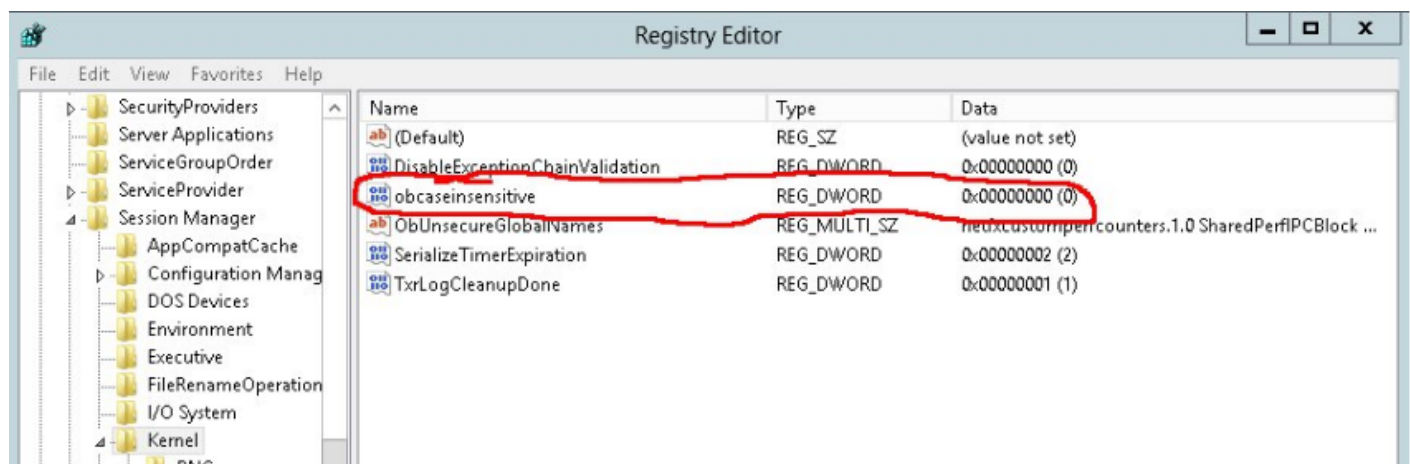 Registry Editor
File Edit View Favorites Help
SecurityProviders
Server Applications
ServiceGroupOrder
ServiceProvider
Session Manager
AppCompatCache
Configuration Manag
DOS Devices
Environment
Executive
FileRenameOperation
I/O System
Kernel
Name Type Data
(Default) REG_SZ (value not set)
DisableExceptionChainValidation REG_DWORD 0x00000000 (0)
obcaseinsensitive REG_DWORD 0x00000000 (0)
ObUnsecureGlobalNames REG_MULTI_SZ netfxcustomperfcounters.1.0 SharedPerfIPCBlock ...
SerializeTimerExpiration REG_DWORD 0x00000002 (2)
TxrLogCleanupDone REG_DWORD 0x00000001 (1)